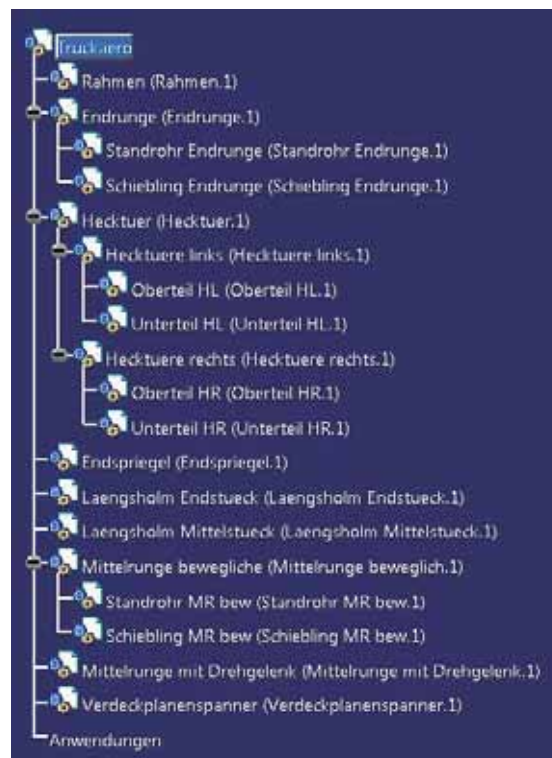 Truckaero
Rahmen (Rahmen.1)
Endrunge (Endrunge.1)
Standrohr Endrunge (Standrohr Endrunge.1)
Schiebling Endrunge (Schiebling Endrunge.1)
Hecktuer (Hecktuer.1)
Hecktuere links (Hecktuere links.1)
Oberteil HL (Oberteil HL.1)
Unterteil HL (Unterteil HL.1)
Hecktuere rechts (Hecktuere rechts.1)
Oberteil HR (Oberteil HR.1)
Unterteil HR (Unterteil HR.1)
Endspriegel (Endspriegel.1)
Laengsholm Endstueck (Laengsholm Endstueck.1)
Laengsholm Mittelstueck (Laengsholm Mittelstueck.1)
Mittelrunge bewegliche (Mittelrunge beweglich.1)
Standrohr MR bew (Standrohr MR bew.1)
Schiebling MR bew (Schiebling MR bew.1)
Mittelrunge mit Drehgelenk (Mittelrunge mit Drehgelenk.1)
Verdeckplanenspanner (Verdeckplanenspanner.1)
Anwendungen